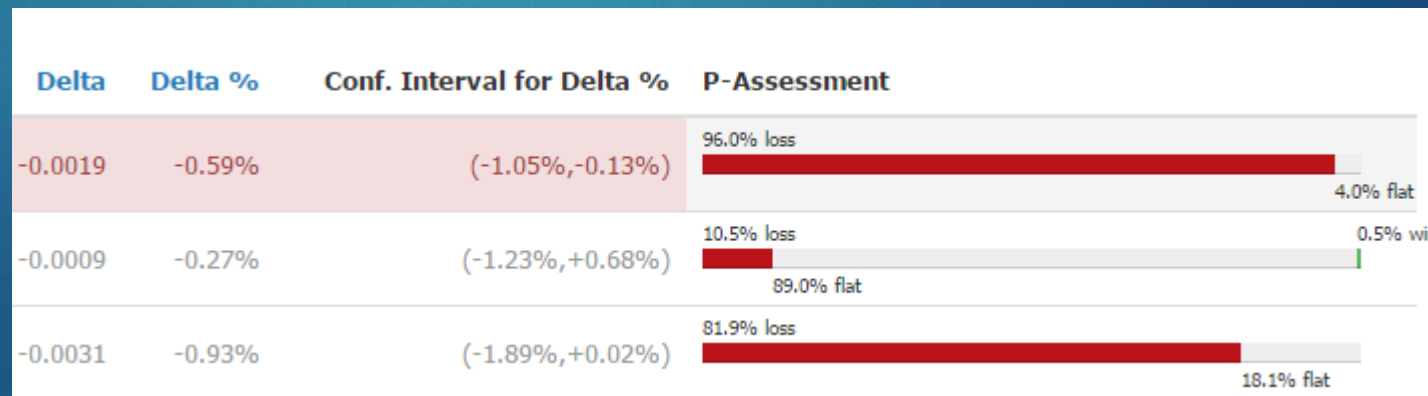 Delta Delta % Conf. Interval for Delta % P-Assessment
96.0% loss
-0.0019 -0.59% (-1.05%,-0.13%)
4.0% flat
10.5% loss 0.5% wi
-0.0009 -0.27% (-1.23%,+0.68%)
89.0% flat
81.9% loss
-0.0031 -0.93% (-1.89%,+0.02%)
18.1% flat